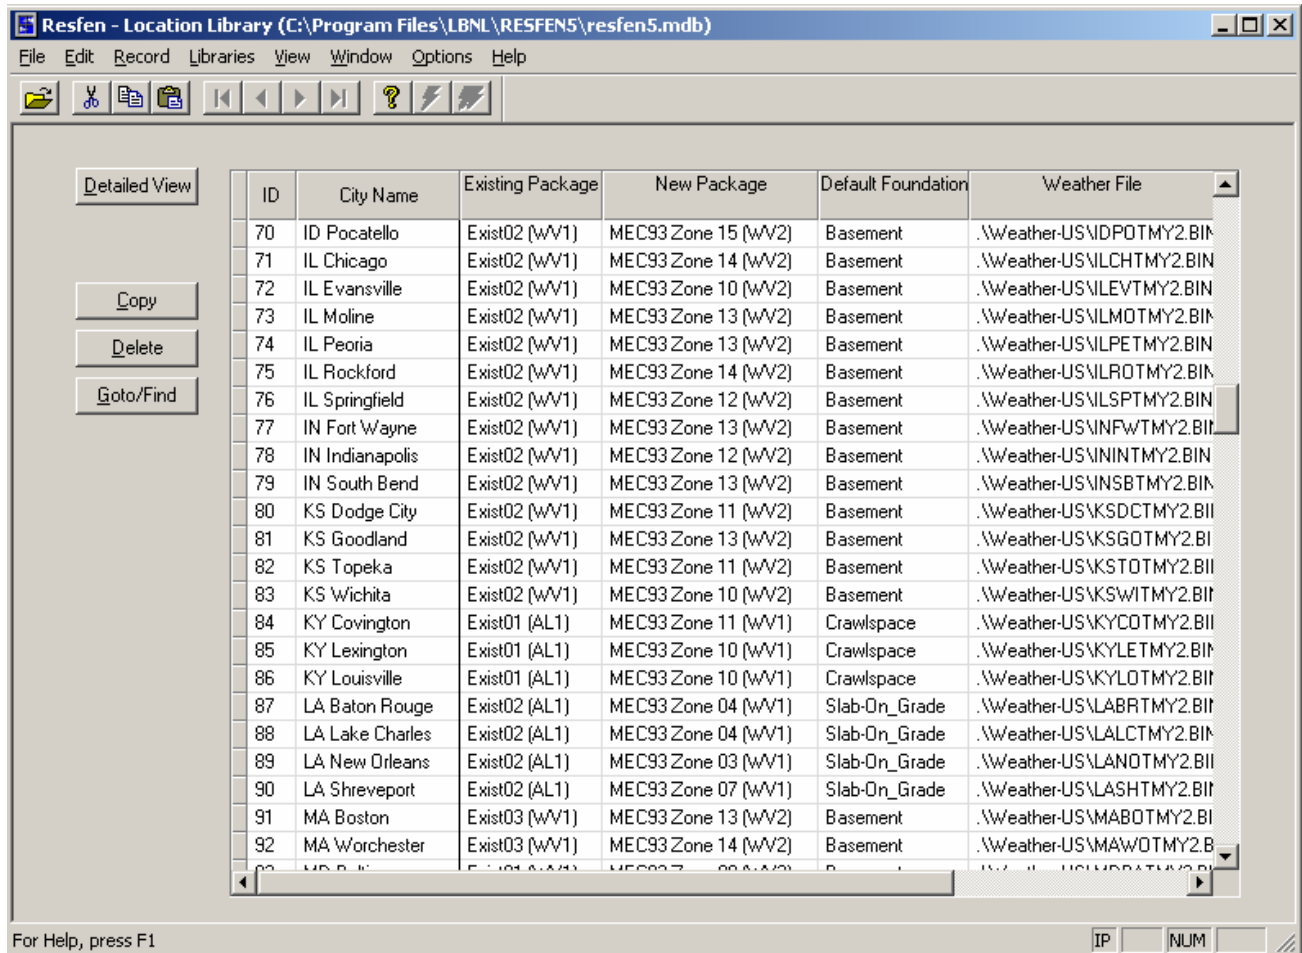 Resfen - Location Library (C:\Program Files\LBNL\RESFEN5\resfen5.mdb)
File Edit Record Libraries View Window Options Help
Detailed View
Copy
Delete
Goto/Find
ID City Name Existing Package New Package Default Foundation Weather File
70 ID Pocatello Exist02 (WV1) MEC93 Zone 15 (WV2) Basement .\Weather-US\IDPOTMY2.BIN
71 IL Chicago Exist02 (WV1) MEC93 Zone 14 (WV2) Basement .\Weather-US\ILCHTMY2.BIN
72 IL Evansville Exist02 (WV1) MEC93 Zone 10 (WV2) Basement .\Weather-US\ILEVTMY2.BIN
73 IL Moline Exist02 (WV1) MEC93 Zone 13 (WV2) Basement .\Weather-US\ILMOTMY2.BIN
74 IL Peoria Exist02 (WV1) MEC93 Zone 13 (WV2) Basement .\Weather-US\ILPETMY2.BIN
75 IL Rockford Exist02 (WV1) MEC93 Zone 14 (WV2) Basement .\Weather-US\ILROTMY2.BIN
76 IL Springfield Exist02 (WV1) MEC93 Zone 12 (WV2) Basement .\Weather-US\ILSPTMY2.BIN
77 IN Fort Wayne Exist02 (WV1) MEC93 Zone 13 (WV2) Basement .\Weather-US\INFWTMY2.BIN
78 IN Indianapolis Exist02 (WV1) MEC93 Zone 12 (WV2) Basement .\Weather-US\ININTMY2.BIN
79 IN South Bend Exist02 (WV1) MEC93 Zone 13 (WV2) Basement .\Weather-US\INSBTMY2.BIN
80 KS Dodge City Exist02 (WV1) MEC93 Zone 11 (WV2) Basement .\Weather-US\KSDCTMY2.BI
81 KS Goodland Exist02 (WV1) MEC93 Zone 13 (WV2) Basement .\Weather-US\KSGOTMY2.BI
82 KS Topeka Exist02 (WV1) MEC93 Zone 11 (WV2) Basement .\Weather-US\KSTOTMY2.BI
83 KS Wichita Exist02 (WV1) MEC93 Zone 10 (WV2) Basement .\Weather-US\KSWITMY2.BI
84 KY Covington Exist01 (AL1) MEC93 Zone 11 (WV1) Crawlspace .\Weather-US\KYCOTMY2.BI
85 KY Lexington Exist01 (AL1) MEC93 Zone 10 (WV1) Crawlspace .\Weather-US\KYLETMY2.BIN
86 KY Louisville Exist01 (AL1) MEC93 Zone 10 (WV1) Crawlspace .\Weather-US\KYLOTMY2.BIN
87 LA Baton Rouge Exist02 (AL1) MEC93 Zone 04 (WV1) Slab-On_Grade .\Weather-US\LABRTMY2.BIN
88 LA Lake Charles Exist02 (AL1) MEC93 Zone 04 (WV1) Slab-On_Grade .\Weather-US\LALCTMY2.BIN
89 LA New Orleans Exist02 (AL1) MEC93 Zone 03 (WV1) Slab-On_Grade .\Weather-US\LANOTMY2.BI
90 LA Shreveport Exist02 (AL1) MEC93 Zone 07 (WV1) Slab-On_Grade .\Weather-US\LASHTMY2.BIN
91 MA Boston Exist03 (WV1) MEC93 Zone 13 (WV2) Basement .\Weather-US\MABOTMY2.BI
92 MA Worchester Exist03 (WV1) MEC93 Zone 14 (WV2) Basement .\Weather-US\MAWOTMY2.B
For Help, press F1
IP NUM